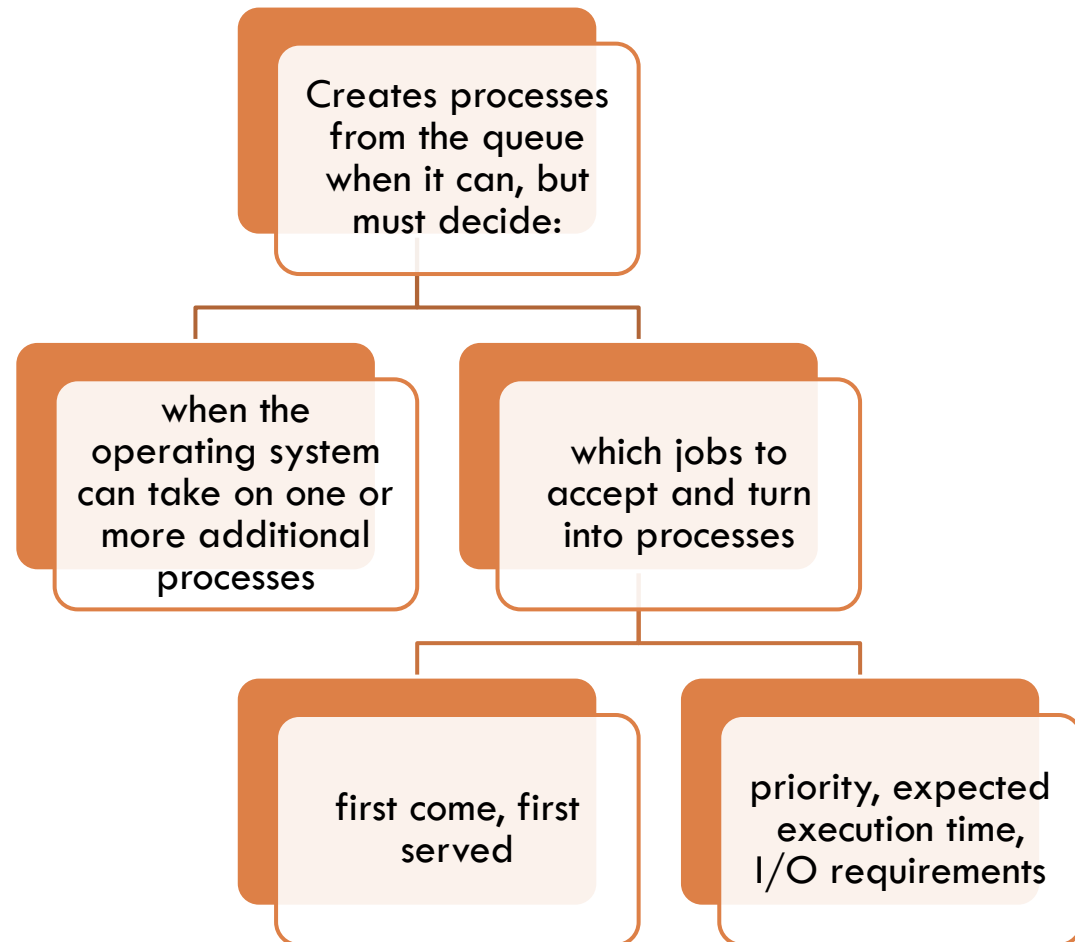 Creates processes
from the queue
when it can, but
must decide:
when the
operating system
can take on one or
more additional
processes
which jobs to
accept and turn
into processes
first come, first
served
priority, expected
execution time,
I/O requirements